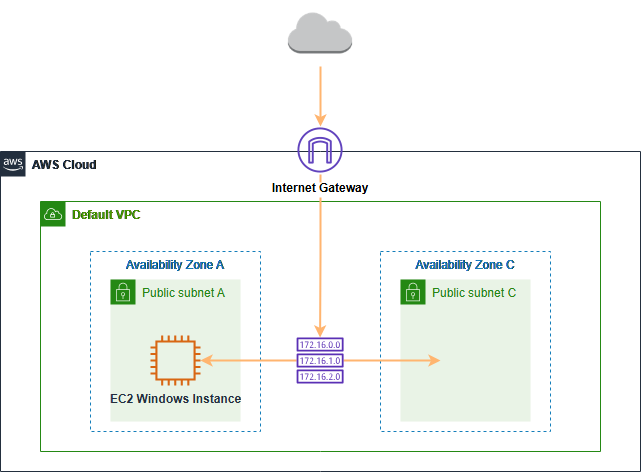 aws
AWS Cloud
Internet Gateway
Default VPC
Availability Zone A
Availability Zone C
Public subnet A
Public subnet C
172.16.0.0
172.16.1.0
172.16.2.0
EC2 Windows Instance